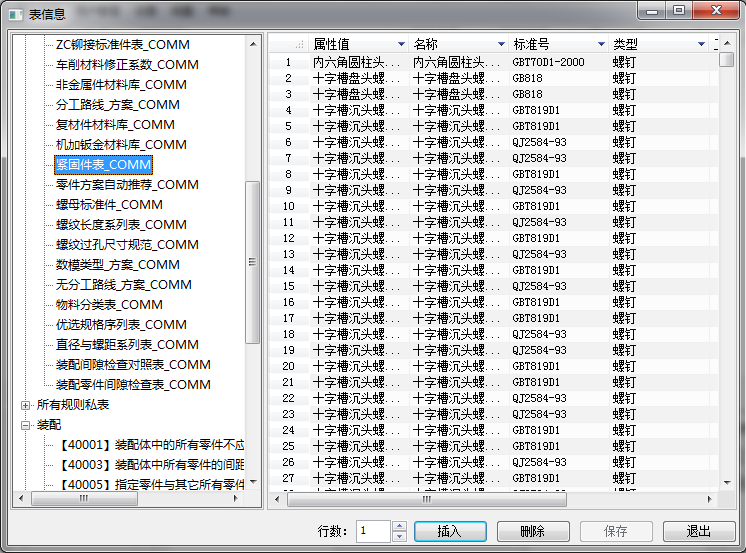 表信息
ZC铆接标准件表_COMM
车削材料修正系数_COMM
非金属件材料库_COMM
分工路线_方案_COMM
复材件材料库_COMM
机加钣金材料库_COMM
紧固件表_COMM
零件方案自动推荐_COMM
螺母标准件_COMM
螺纹长度系列表_COMM
螺纹过孔尺寸规范_COMM
数模类型_方案_COMM
无分工路线_方案_COMM
物料分类表_COMM
优选规格序列表_COMM
直径与螺距系列表_COMM
装配间隙检查对照表_COMM
装配零件间隙检查表_COMM
所有规则私表
装配
【40001】装配体中的所有零件不应
【40003】装配体中所有零件的间距
【40005】指定零件与其它所有零件
属性值 名称 标准号 类型
1 内六角圆柱头... 内六角圆柱头... GBT70D1-2000 螺钉
2 十字槽盘头螺... 十字槽盘头螺... GB818 螺钉
3 十字槽盘头螺... 十字槽盘头螺... GB818 螺钉
4 十字槽沉头螺... 十字槽沉头螺... GBT819D1 螺钉
5 十字槽沉头螺... 十字槽沉头螺... GBT819D1 螺钉
6 十字槽沉头螺... 十字槽沉头螺... QJ2584-93 螺钉
7 十字槽沉头螺... 十字槽沉头螺... QJ2584-93 螺钉
8 十字槽沉头螺... 十字槽沉头螺... GBT819D1 螺钉
9 十字槽沉头螺... 十字槽沉头螺... QJ2584-93 螺钉
10 十字槽沉头螺... 十字槽沉头螺... GBT819D1 螺钉
11 十字槽沉头螺... 十字槽沉头螺... QJ2584-93 螺钉
12 十字槽沉头螺... 十字槽沉头螺... GBT819D1 螺钉
13 十字槽沉头螺... 十字槽沉头螺... QJ2584-93 螺钉
14 十字槽沉头螺... 十字槽沉头螺... GBT819D1 螺钉
15 十字槽沉头螺... 十字槽沉头螺... GBT819D1 螺钉
16 十字槽沉头螺... 十字槽沉头螺... QJ2584-93 螺钉
17 十字槽沉头螺... 十字槽沉头螺... GBT819D1 螺钉
18 十字槽沉头螺... 十字槽沉头螺... QJ2584-93 螺钉
19 十字槽沉头螺... 十字槽沉头螺... QJ2584-93 螺钉
20 十字槽沉头螺... 十字槽沉头螺... GBT819D1 螺钉
21 十字槽沉头螺... 十字槽沉头螺... GBT819D1 螺钉
22 十字槽沉头螺... 十字槽沉头螺... QJ2584-93 螺钉
23 十字槽沉头螺... 十字槽沉头螺... QJ2584-93 螺钉
24 十字槽沉头螺... 十字槽沉头螺... GBT819D1 螺钉
25 十字槽沉头螺... 十字槽沉头螺... GBT819D1 螺钉
26 十字槽沉头螺... 十字槽沉头螺... QJ2584-93 螺钉
27 十字槽沉头螺... 十字槽沉头螺... GBT819D1 螺钉
行数: 1 插入 删除 保存 退出